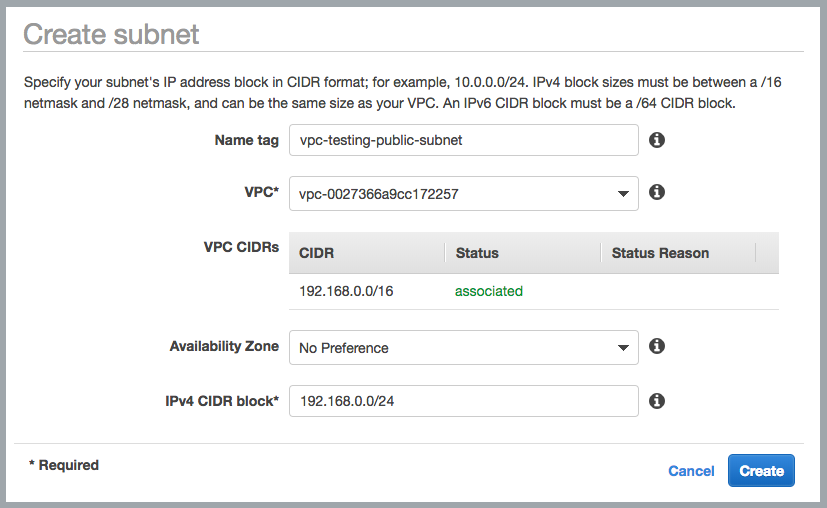 Create subnet
Specify your subnet's IP address block in CIDR format; for example, 10.0.0.0/24. IPv4 block sizes must be between a /16
netmask and /28 netmask, and can be the same size as your VPC. An IPv6 CIDR block must be a /64 CIDR block.
Name tag vpc-testing-public-subnet
VPC* vpc-0027366a9cc172257
VPC CIDRs CIDR Status Status Reason
192.168.0.0/16 associated
Availability Zone No Preference
IPv4 CIDR block* 192.168.0.0/24
* Required
Cancel Create